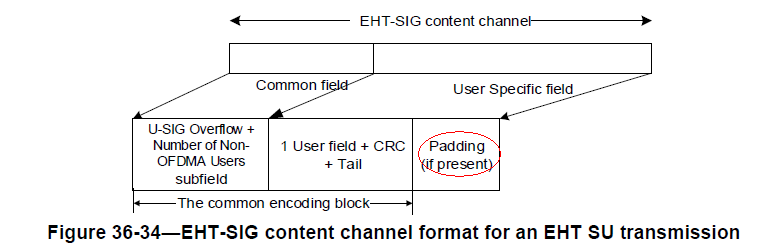 EHT-SIG content channel
Common field
User Specific field
U-SIG Overflow +
Number of Non-
OFDMA Users
subfield
1 User field + CRC
+ Tail
Padding
(if present)
The common encoding block
Figure 36-34—EHT-SIG content channel format for an EHT SU transmission